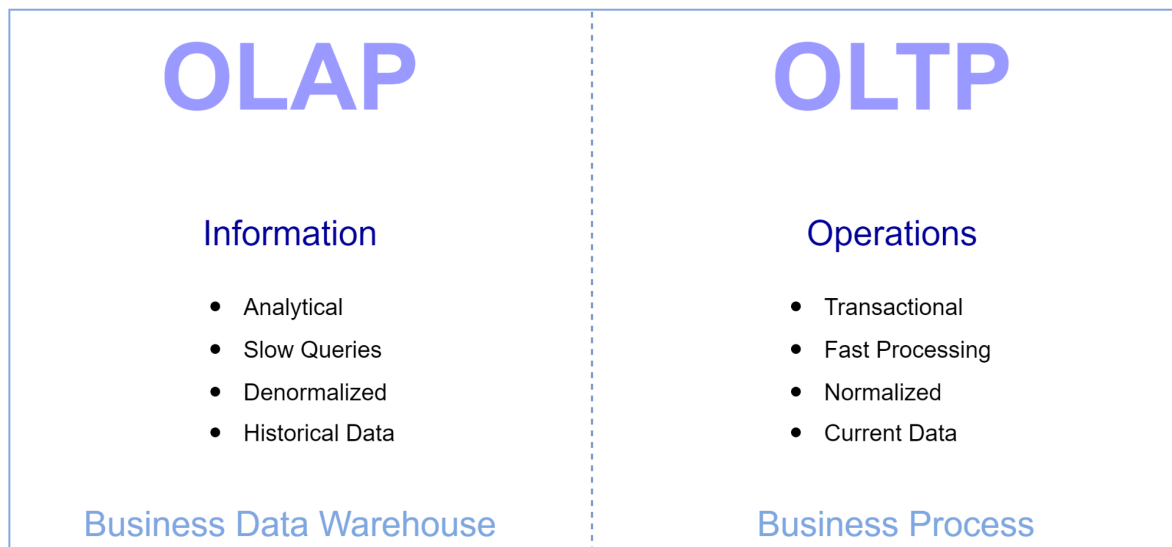 OLAP
Information
Analytical
Slow Queries
Denormalized
Historical Data
Business Data Warehouse
OLTP
Operations
Transactional
Fast Processing
Normalized
Current Data
Business Process